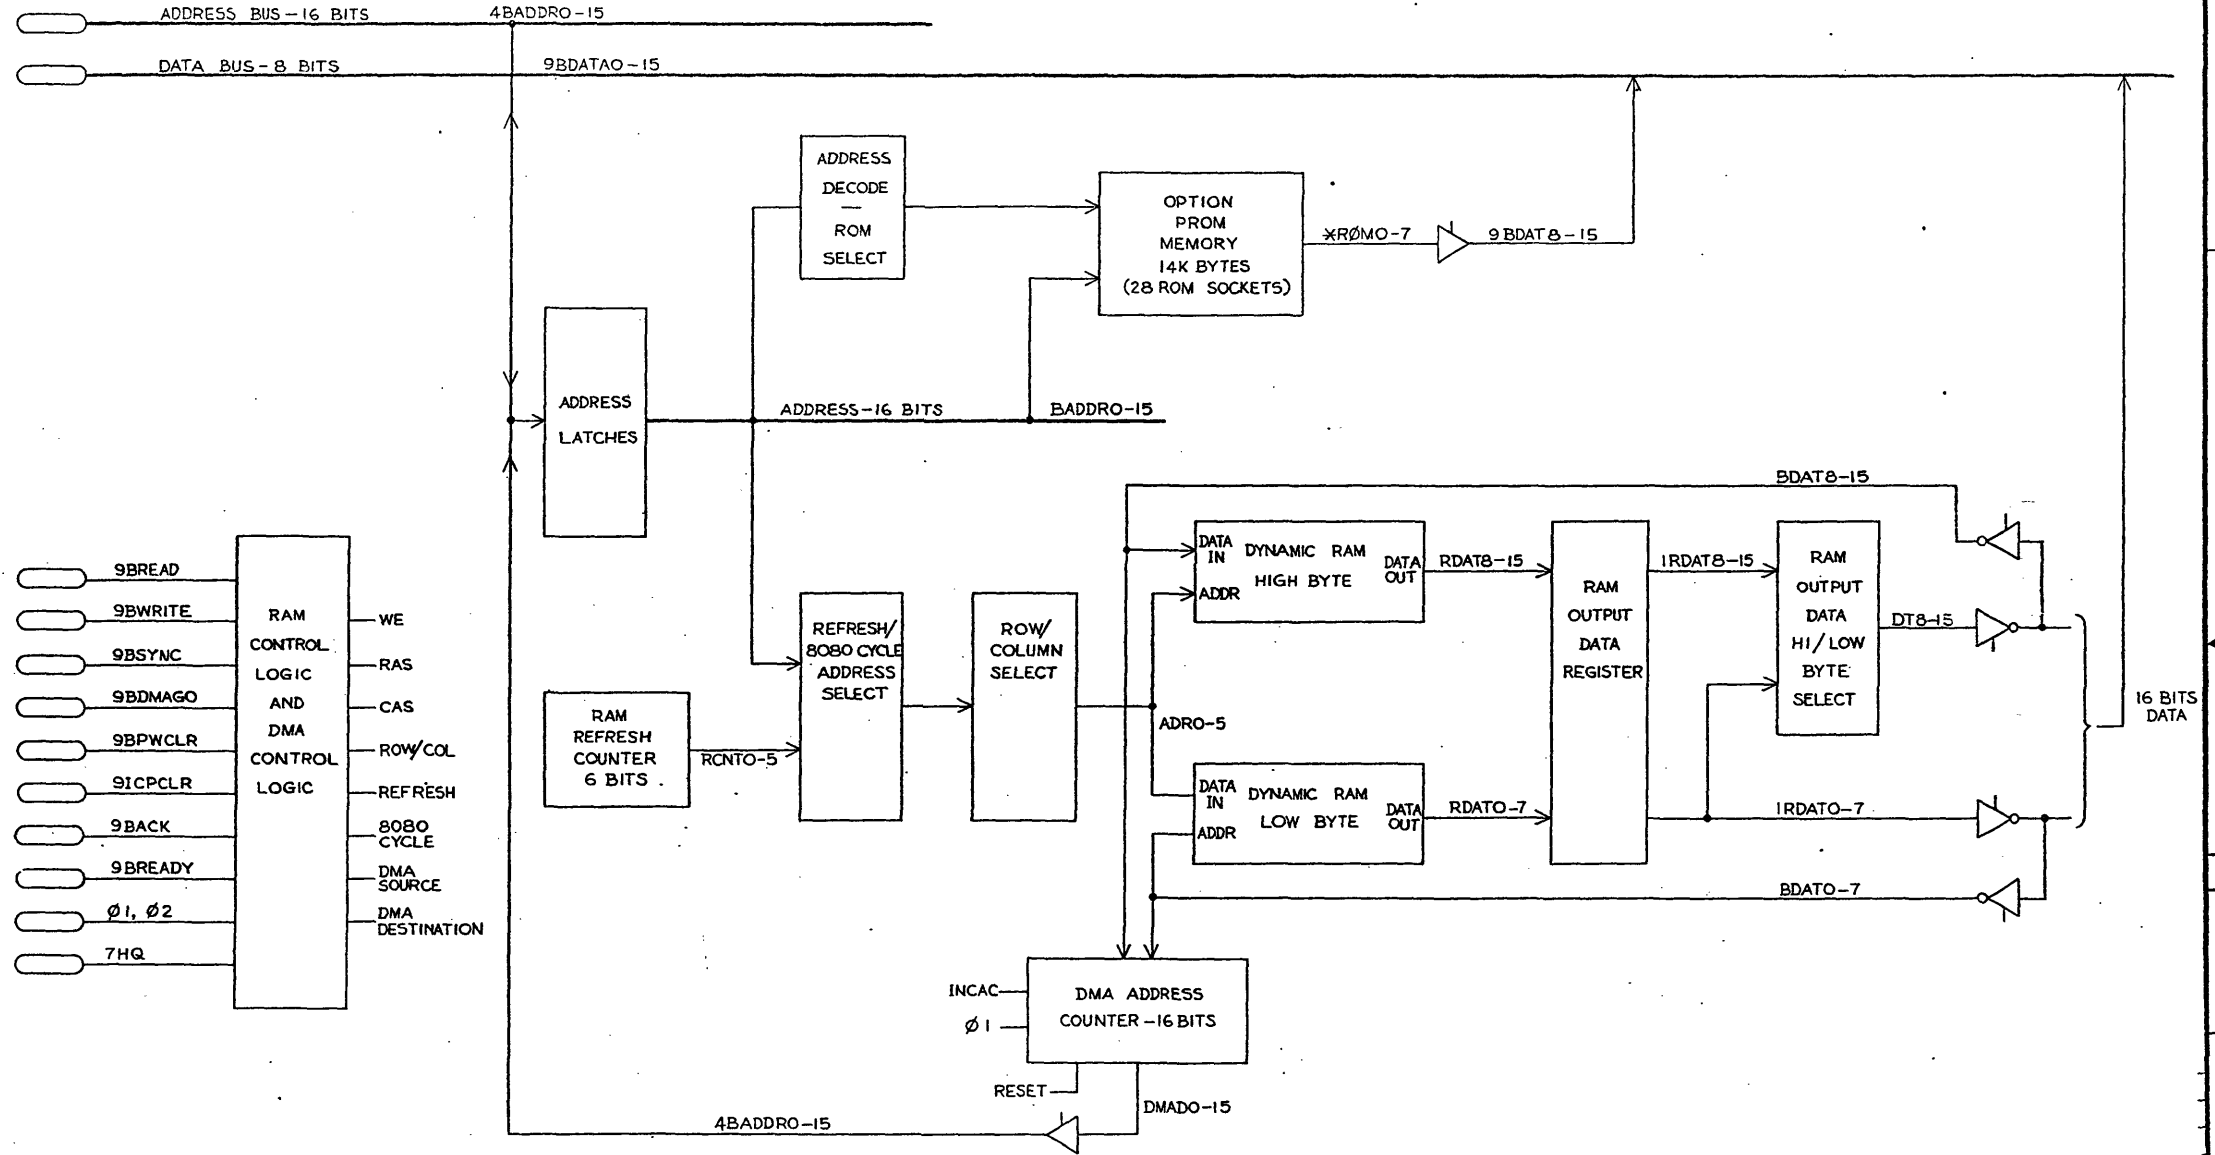 ADDRESS BUS-16 BITS
4BADDR0-15
DATA BUS-8 BITS
9BDATA0-15
ADDRESS
DECODE
—
ROM
SELECT
OPTION
PROM
MEMORY
14K BYTES
(28 ROM SOCKETS)
*RØM0-7
9BDAT8-15
ADDRESS
LATCHES
ADDRESS-16 BITS
BADDR0-15
BDAT8-15
9BREAD
9BWRITE
9BSYNC
9BDMAGO
9BPWCLR
9ICPCLR
9BACK
9BREADY
Ø1, Ø2
7HQ
RAM
CONTROL
LOGIC
AND
DMA
CONTROL
LOGIC
WE
RAS
CAS
ROW/COL
REFRESH
8080
CYCLE
DMA
SOURCE
DMA
DESTINATION
RAM
REFRESH
COUNTER
6 BITS
RCNT0-5
REFRESH/
8080 CYCLE
ADDRESS
SELECT
ROW/
COLUMN
SELECT
ADR0-5
DATA
IN
ADDR
DYNAMIC RAM
HIGH BYTE
DATA
OUT
RDAT8-15
DATA
IN
ADDR
DYNAMIC RAM
LOW BYTE
DATA
OUT
RDAT0-7
RAM
OUTPUT
DATA
REGISTER
1RDAT8-15
RAM
OUTPUT
DATA
HI/LOW
BYTE
SELECT
DT8-15
1RDAT0-7
BDAT0-7
16 BITS
DATA
INCAC
Ø1
DMA ADDRESS
COUNTER-16 BITS
RESET
DMAD0-15
4BADDR0-15